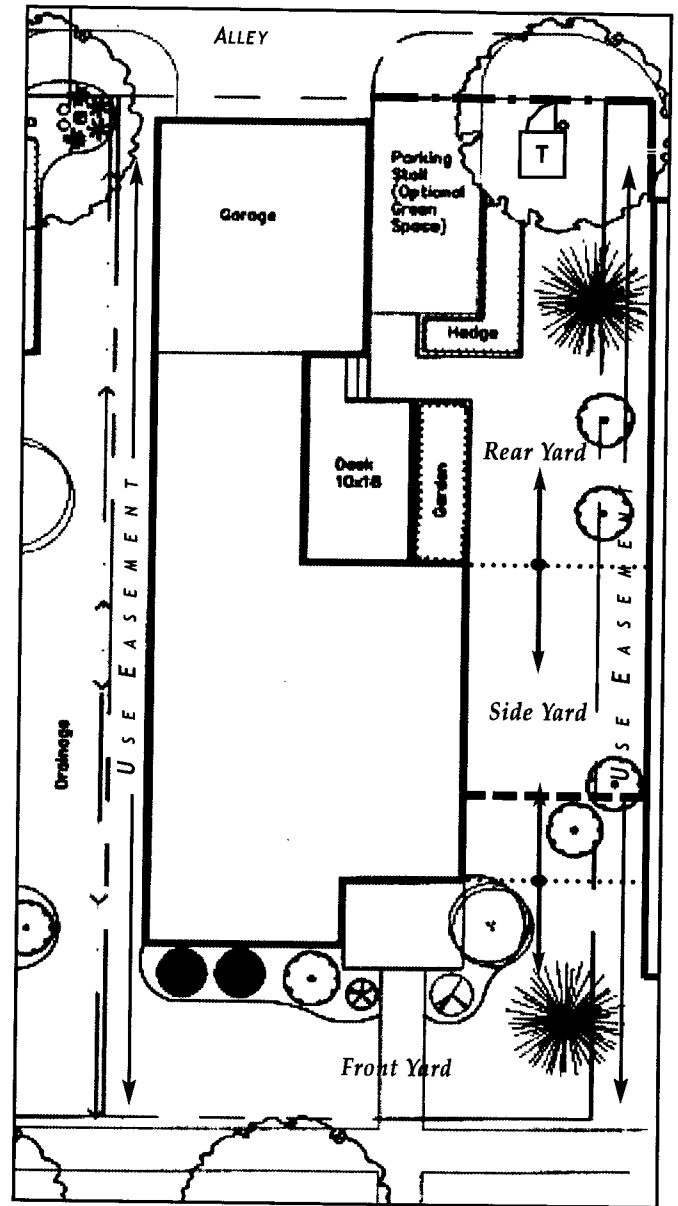 ALLEY
Parking
Stall
(Optional
Green
Space)
T
Garage
Hedge
Rear Yard
Deck
10x18
Garden
USE EASEMENT
USE EASEMENT
Side Yard
Drainage
Front Yard